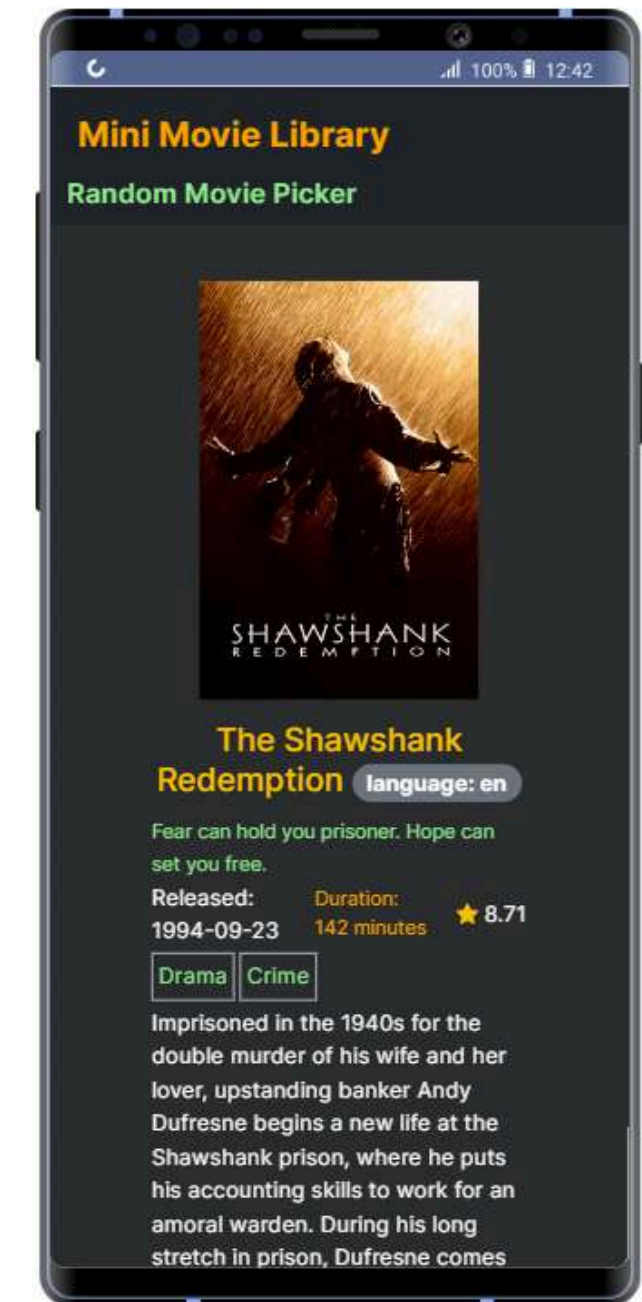 100% 12:42
Mini Movie Library
Random Movie Picker
THE
SHAWSHANK
REDEMPTION
The Shawshank
Redemption language: en
Fear can hold you prisoner. Hope can
set you free.
Released: Duration: 8.71
1994-09-23 142 minutes
Drama Crime
Imprisoned in the 1940s for the
double murder of his wife and her
lover, upstanding banker Andy
Dufresne begins a new life at the
Shawshank prison, where he puts
his accounting skills to work for an
amoral warden. During his long
stretch in prison, Dufresne comes